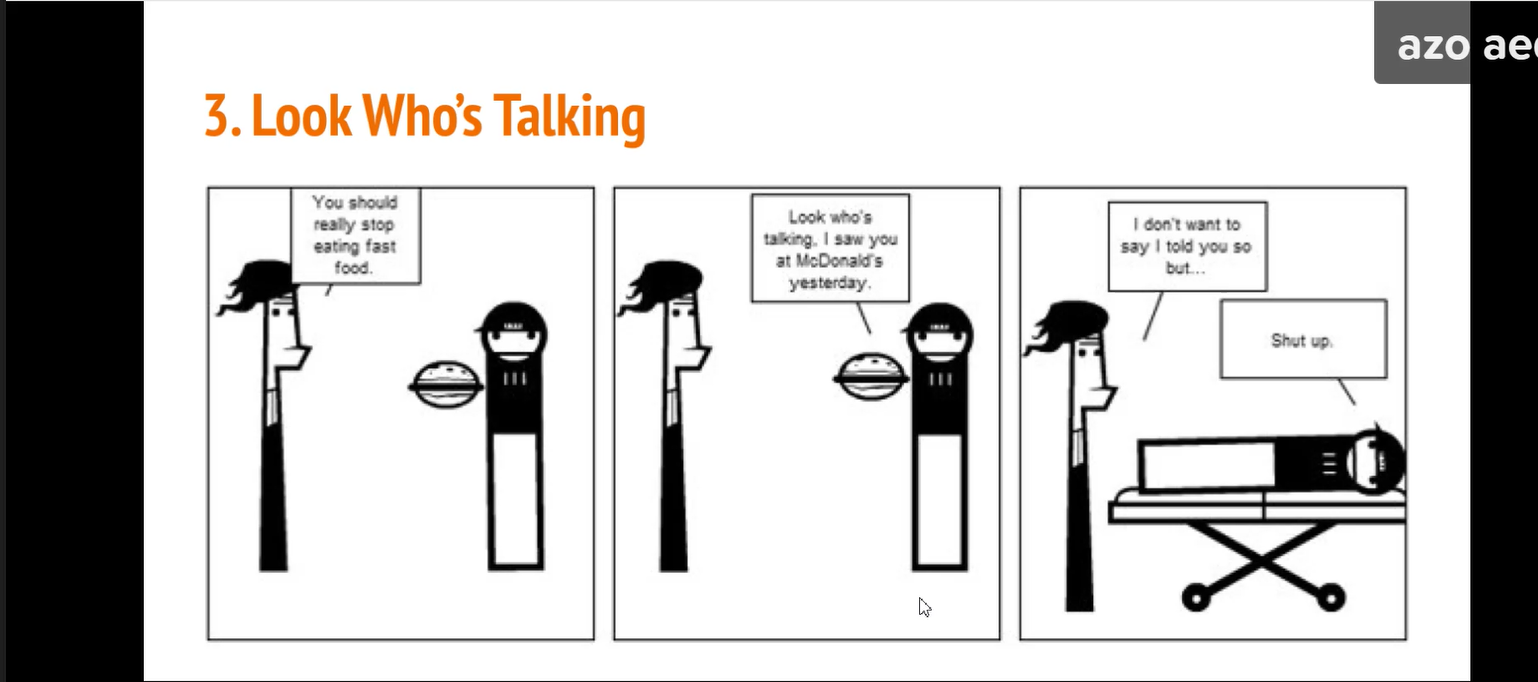 azo aed
3. Look Who's Talking
You should
really stop
eating fast
food.
Look who's
talking, I saw you
at McDonald's
yesterday.
I don't want to
say I told you so
but...
Shut up.